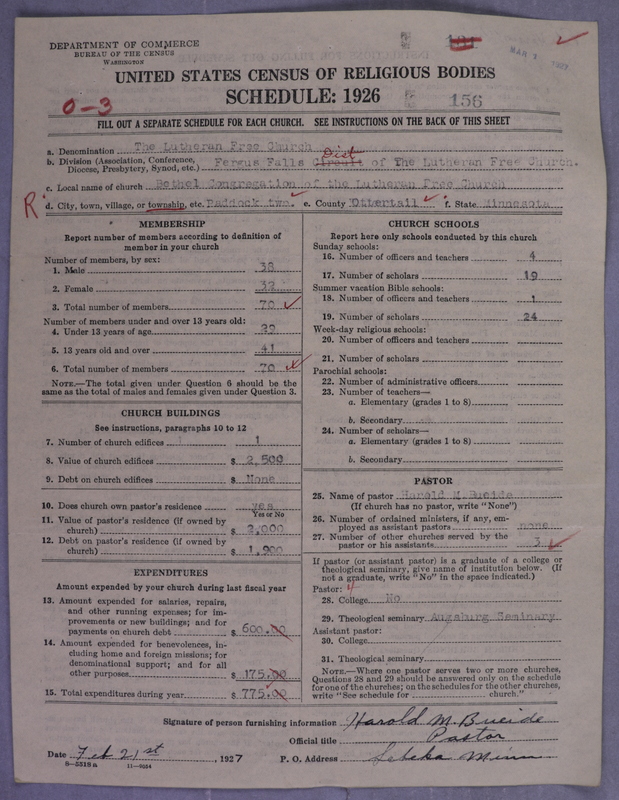 DEPARTMENT OF COMMERCE
BUREAU OF THE CENSUS
WASHINGTON
MAR 1 1927
UNITED STATES CENSUS OF RELIGIOUS BODIES
SCHEDULE: 1926
0-3
156
FILL OUT A SEPARATE SCHEDULE FOR EACH CHURCH. SEE INSTRUCTIONS ON THE BACK OF THIS SHEET
a. Denomination The Lutheran Free Church
b. Division (Association, Conference, Diocese, Presbytery, Synod, etc.) Fergus Falls Circuit Dist of The Lutheran Free Church.
c. Local name of church Bethel Congregation of the Lutheran Free Church
R d. City, town, village, or township, etc. Paddock twp. e. County Ottertail f. State Minnesota
MEMBERSHIP
Report number of members according to definition of
member in your church
Number of members, by sex:
1. Male 38
2. Female 32
3. Total number of members 70
Number of members under and over 13 years old:
4. Under 13 years of age 29
5. 13 years old and over 41
6. Total number of members 70
NOTE.—The total given under Question 6 should be
same as the total of males and females given under Question 3.
CHURCH BUILDINGS
See instructions, paragraphs 10 to 12
7. Number of church edifices 1
8. Value of church edifices $ 2,500
9. Debt on church edifices $ None
10. Does church own pastor's residence yes
Yes or No
11. Value of pastor's residence (if owned by
church) $ 2,000
12. Debt on pastor's residence (if owned by
church) $ 1,900
EXPENDITURES
Amount expended by your church during last fiscal year
13. Amount expended for salaries, repairs,
and other running expenses; for im-
provements or new buildings; and for
payments on church debt $ 600.00
14. Amount expended for benevolences, in-
cluding home and foreign missions; for
denominational support; and for all
other purposes $ 175.00
15. Total expenditures during year $ 775.00
CHURCH SCHOOLS
Report here only schools conducted by this church
Sunday schools:
16. Number of officers and teachers 4
17. Number of scholars 19
Summer vacation Bible schools:
18. Number of officers and teachers 1
19. Number of scholars 24
Week-day religious schools:
20. Number of officers and teachers
21. Number of scholars
Parochial schools:
22. Number of administrative officers
23. Number of teachers—
a. Elementary (grades 1 to 8)
b. Secondary
24. Number of scholars—
a. Elementary (grades 1 to 8)
b. Secondary
PASTOR
25. Name of pastor Harold M. Bueide
(If church has no pastor, write "None")
26. Number of ordained ministers, if any, em-
ployed as assistant pastors none
27. Number of other churches served by the
pastor or his assistants 3
If pastor (or assistant pastor) is a graduate of a college or
theological seminary, give name of institution below. (If
not a graduate, write "No" in the space indicated.)
Pastor:
28. College No
29. Theological seminary Augsburg Seminary
Assistant pastor:
30. College
31. Theological seminary
NOTE.—Where one pastor serves two or more churches,
Questions 28 and 29 should be answered only on the schedule
for one of the churches; on the schedules for the other churches,
write "See schedule for church."
Signature of person furnishing information Harold M. Bueide
Official title Pastor
Date Feb 21st, 1927 P. O. Address Sebeka Minn
8-5318a 11-9554